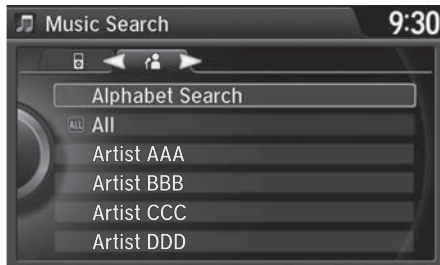 Music Search
9:30
Alphabet Search
ALL All
Artist AAA
Artist BBB
Artist CCC
Artist DDD